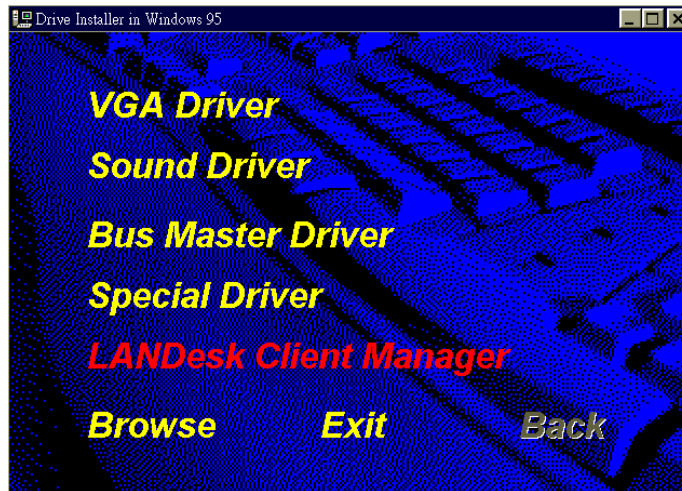 Drive Installer in Windows 95
VGA Driver
Sound Driver
Bus Master Driver
Special Driver
LANDesk Client Manager
Browse Exit Back